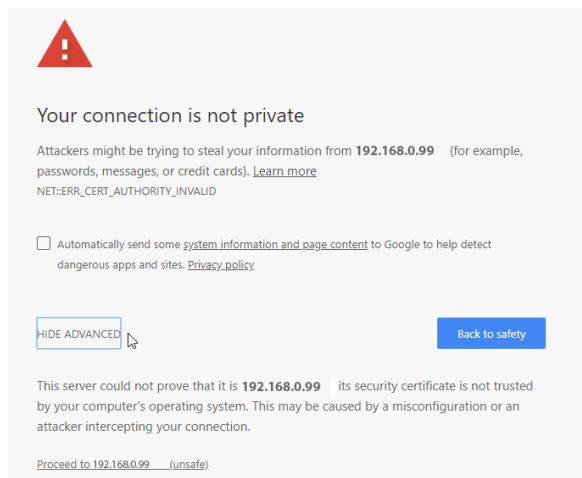 Your connection is not private
Attackers might be trying to steal your information from 192.168.0.99 (for example,
passwords, messages, or credit cards). Learn more
NET::ERR_CERT_AUTHORITY_INVALID
Automatically send some system information and page content to Google to help detect
dangerous apps and sites. Privacy policy
HIDE ADVANCED
Back to safety
This server could not prove that it is 192.168.0.99 its security certificate is not trusted
by your computer's operating system. This may be caused by a misconfiguration or an
attacker intercepting your connection.
Proceed to 192.168.0.99 (unsafe)